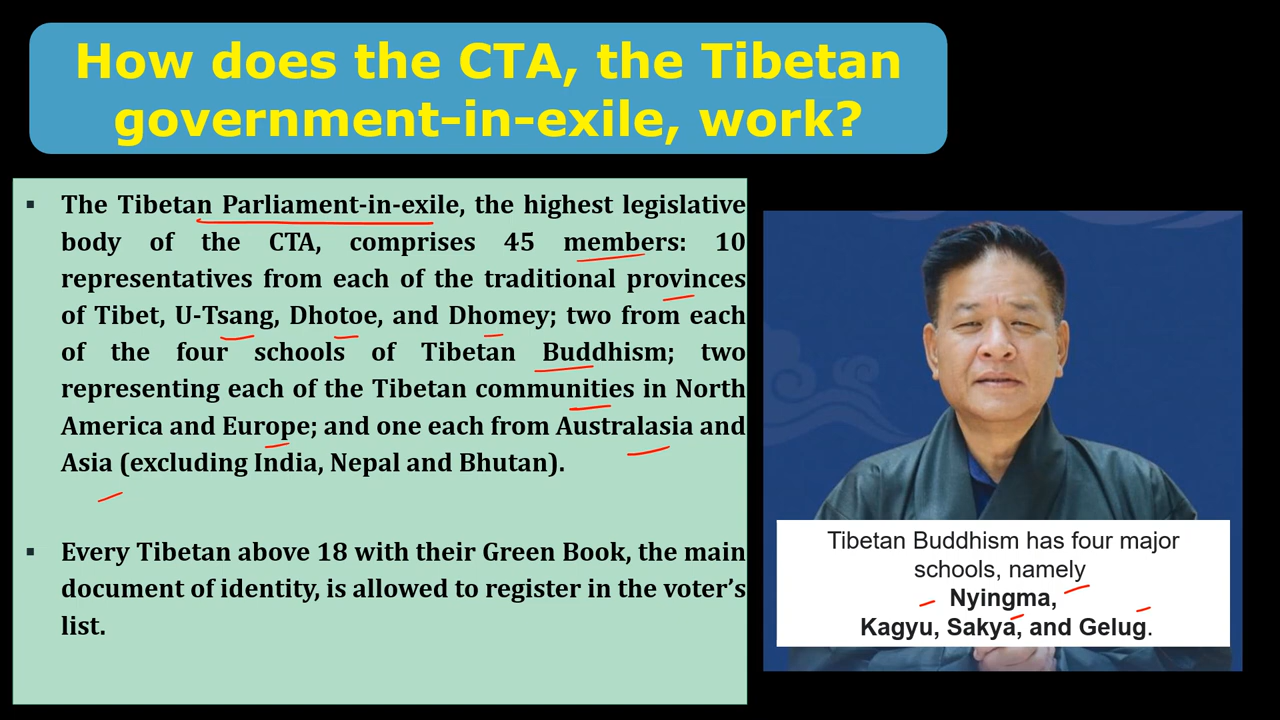 How does the CTA, the Tibetan
government-in-exile, work?
▪ The Tibetan Parliament-in-exile, the highest legislative
body of the CTA, comprises 45 members: 10
representatives from each of the traditional provinces
of Tibet, U-Tsang, Dhotoe, and Dhomey; two from each
of the four schools of Tibetan Buddhism; two
representing each of the Tibetan communities in North
America and Europe; and one each from Australasia and
Asia (excluding India, Nepal and Bhutan).
▪ Every Tibetan above 18 with their Green Book, the main
document of identity, is allowed to register in the voter’s
list.
Tibetan Buddhism has four major
schools, namely
Nyingma,
Kagyu, Sakya, and Gelug.